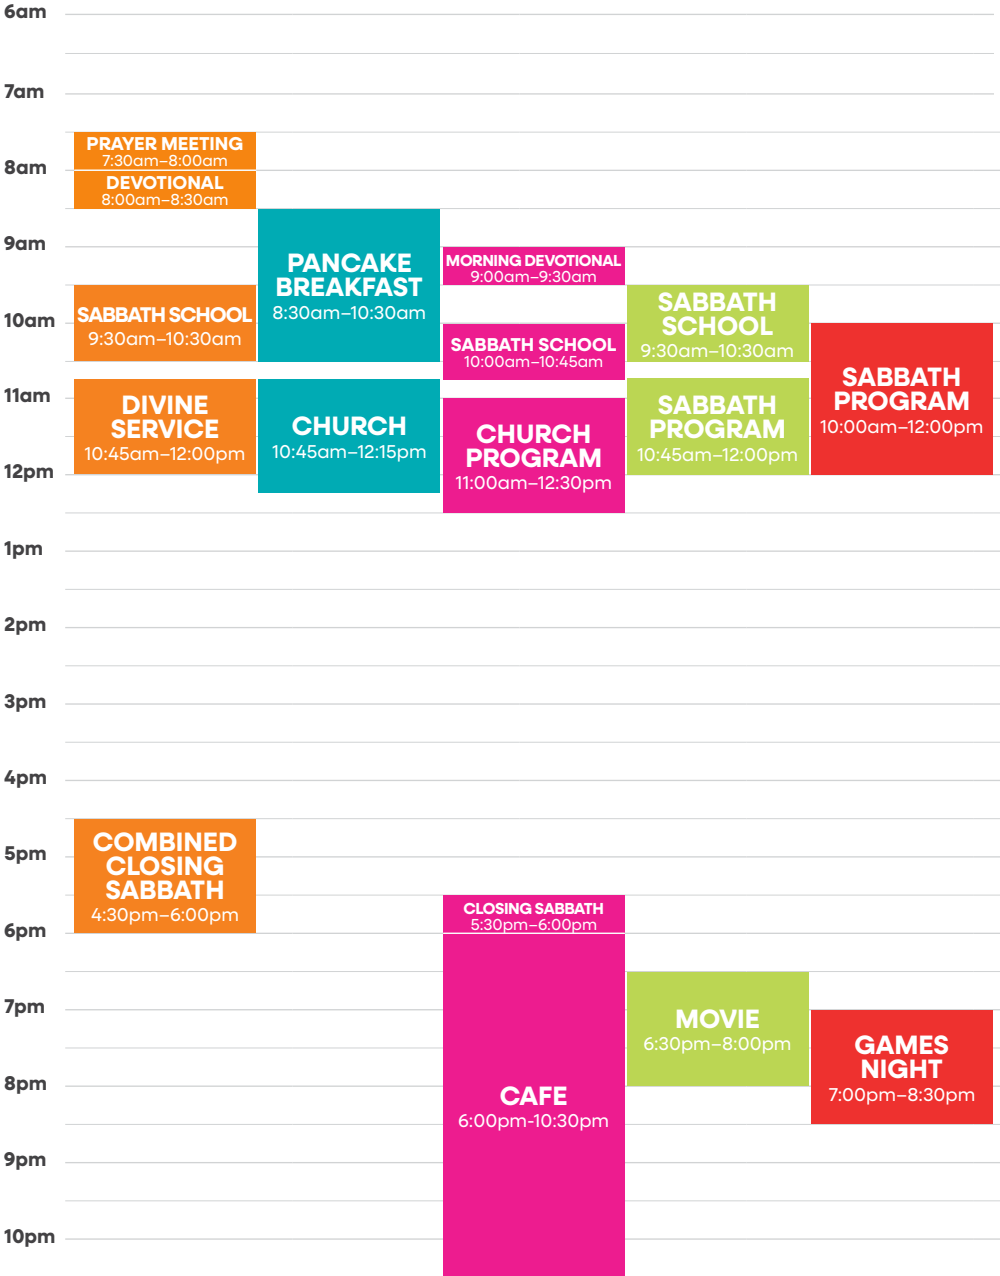 6am
7am
8am
9am
10am
11am
12pm
1pm
2pm
3pm
4pm
5pm
6pm
7pm
8pm
9pm
10pm
PRAYER MEETING
7:30am–8:00am
DEVOTIONAL
8:00am–8:30am
SABBATH SCHOOL
9:30am–10:30am
DIVINE
SERVICE
10:45am–12:00pm
COMBINED
CLOSING
SABBATH
4:30pm–6:00pm
PANCAKE
BREAKFAST
8:30am–10:30am
CHURCH
10:45am–12:15pm
MORNING DEVOTIONAL
9:00am–9:30am
SABBATH SCHOOL
10:00am–10:45am
CHURCH
PROGRAM
11:00am–12:30pm
CLOSING SABBATH
5:30pm–6:00pm
CAFE
6:00pm-10:30pm
SABBATH
SCHOOL
9:30am–10:30am
SABBATH
PROGRAM
10:45am–12:00pm
MOVIE
6:30pm–8:00pm
SABBATH
PROGRAM
10:00am–12:00pm
GAMES
NIGHT
7:00pm–8:30pm